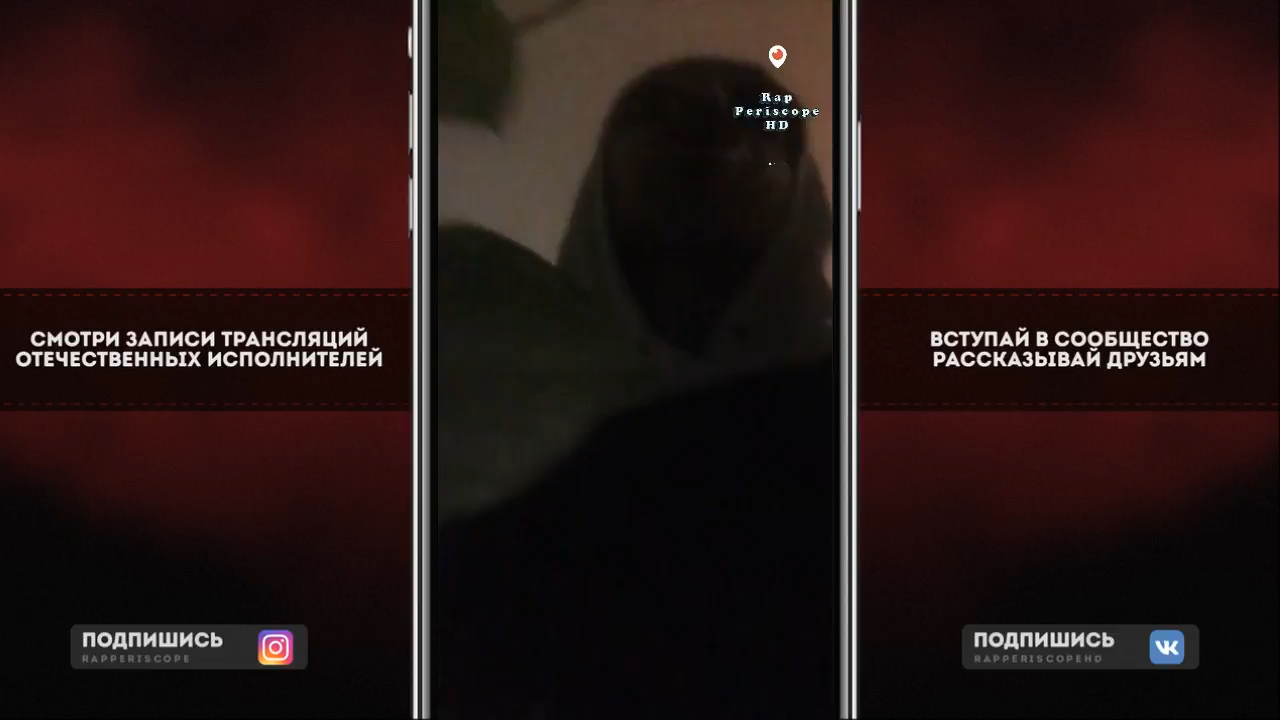 Rap
Periscope
HD
СМОТРИ ЗАПИСИ ТРАНСЛЯЦИЙ
ОТЕЧЕСТВЕННЫХ ИСПОЛНИТЕЛЕЙ
ВСТУПАЙ В СООБЩЕСТВО
РАССКАЗЫВАЙ ДРУЗЬЯМ
ПОДПИШИСЬ
RAPPERISCOPE
ПОДПИШИСЬ
RAPPERISCOPEHD